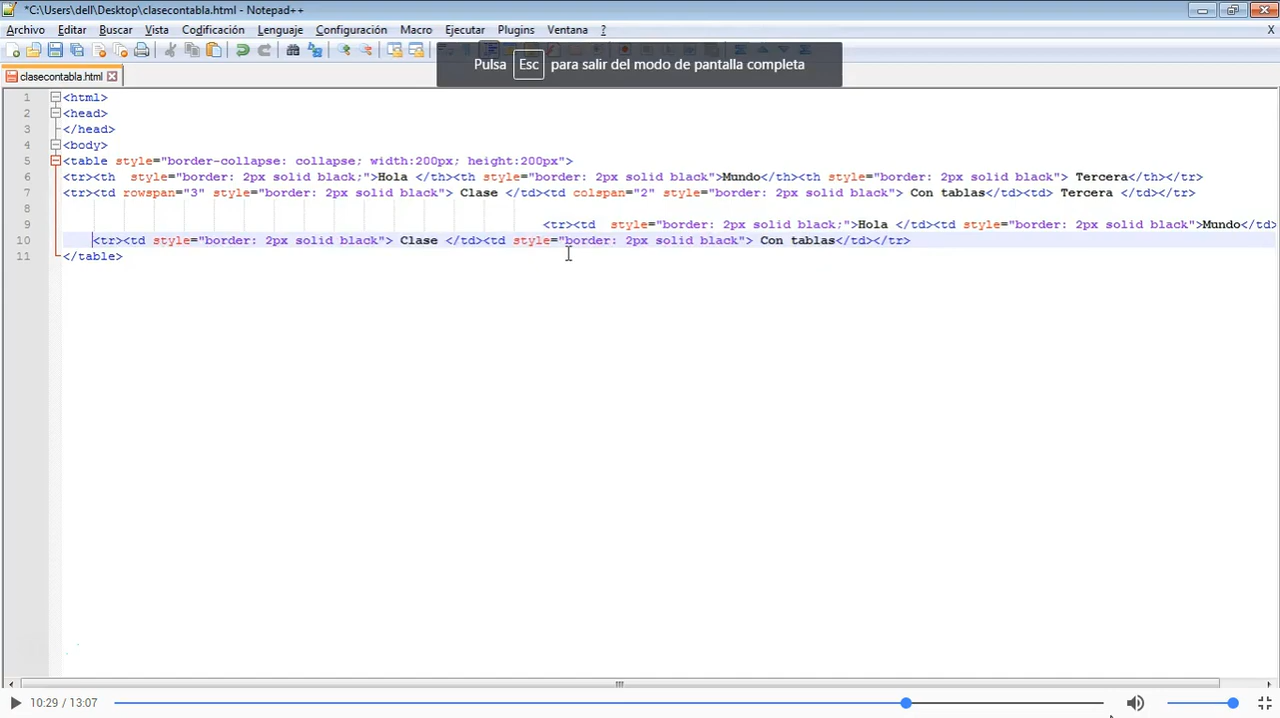 *C:\Users\dell\Desktop\clasecontabla.html - Notepad++
Archivo Editar Buscar Vista Codificación Lenguaje Configuración Macro Ejecutar Plugins Ventana ? X
Pulsa Esc para salir del modo de pantalla completa
clasecontabla.html
1 <html>
2 <head>
3 </head>
4 <body>
5 <table style="border-collapse: collapse; width:200px; height:200px">
6 <tr><th  style="border: 2px solid black;">Hola </th><th style="border: 2px solid black">Mundo</th><th style="border: 2px solid black"> Tercera</th></tr>
7 <tr><td rowspan="3" style="border: 2px solid black"> Clase </td><td colspan="2" style="border: 2px solid black"> Con tablas</td><td> Tercera </td></tr>
8
9 <tr><td  style="border: 2px solid black;">Hola </td><td style="border: 2px solid black">Mundo</td>
10 <tr><td style="border: 2px solid black"> Clase </td><td style="border: 2px solid black"> Con tablas</td></tr>
11 </table>
10:29 / 13:07